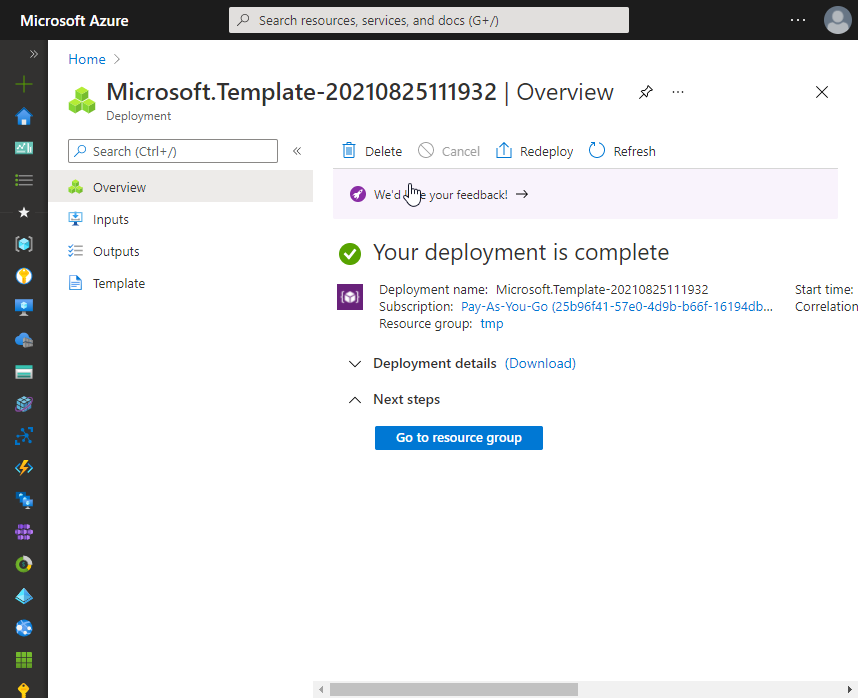 Microsoft Azure
Search resources, services, and docs (G+/)
Home
Microsoft.Template-20210825111932 | Overview
Deployment
Search (Ctrl+/)
Overview
Inputs
Outputs
Template
Delete
Cancel
Redeploy
Refresh
We'd your feedback! →
Your deployment is complete
Deployment name: Microsoft.Template-20210825111932
Start time:
Subscription: Pay-As-You-Go (25b96f41-57e0-4d9b-b66f-16194db...
Correlation
Resource group: tmp
Deployment details (Download)
Next steps
Go to resource group